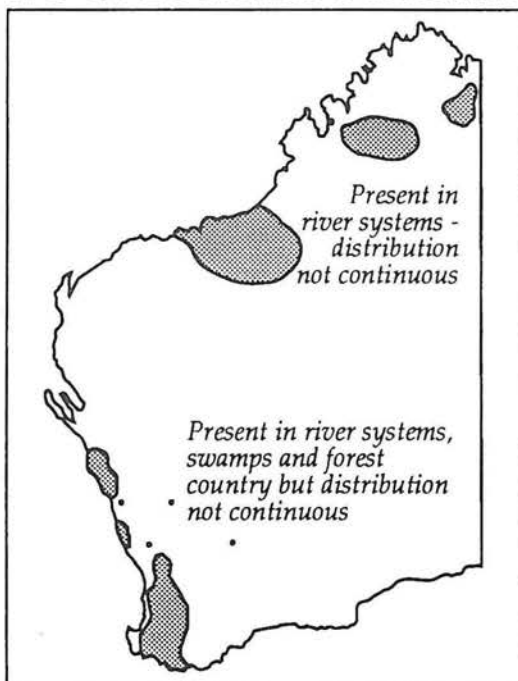 Present in
river systems -
distribution
not continuous
Present in river systems,
swamps and forest
country but distribution
not continuous